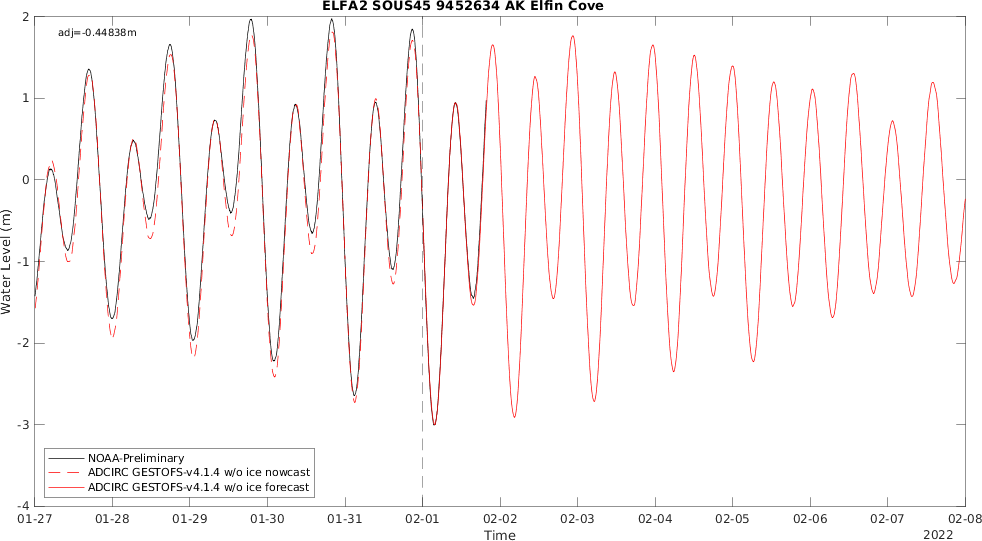 ELFA2 SOUS45 9452634 AK Elfin Cove
adj=-0.44838m
2
1
0
-1
-2
-3
-4
Water Level (m)
NOAA-Preliminary
ADCIRC GESTOFS-v4.1.4 w/o ice nowcast
ADCIRC GESTOFS-v4.1.4 w/o ice forecast
01-27 01-28 01-29 01-30 01-31 02-01 02-02 02-03 02-04 02-05 02-06 02-07 02-08
Time
2022